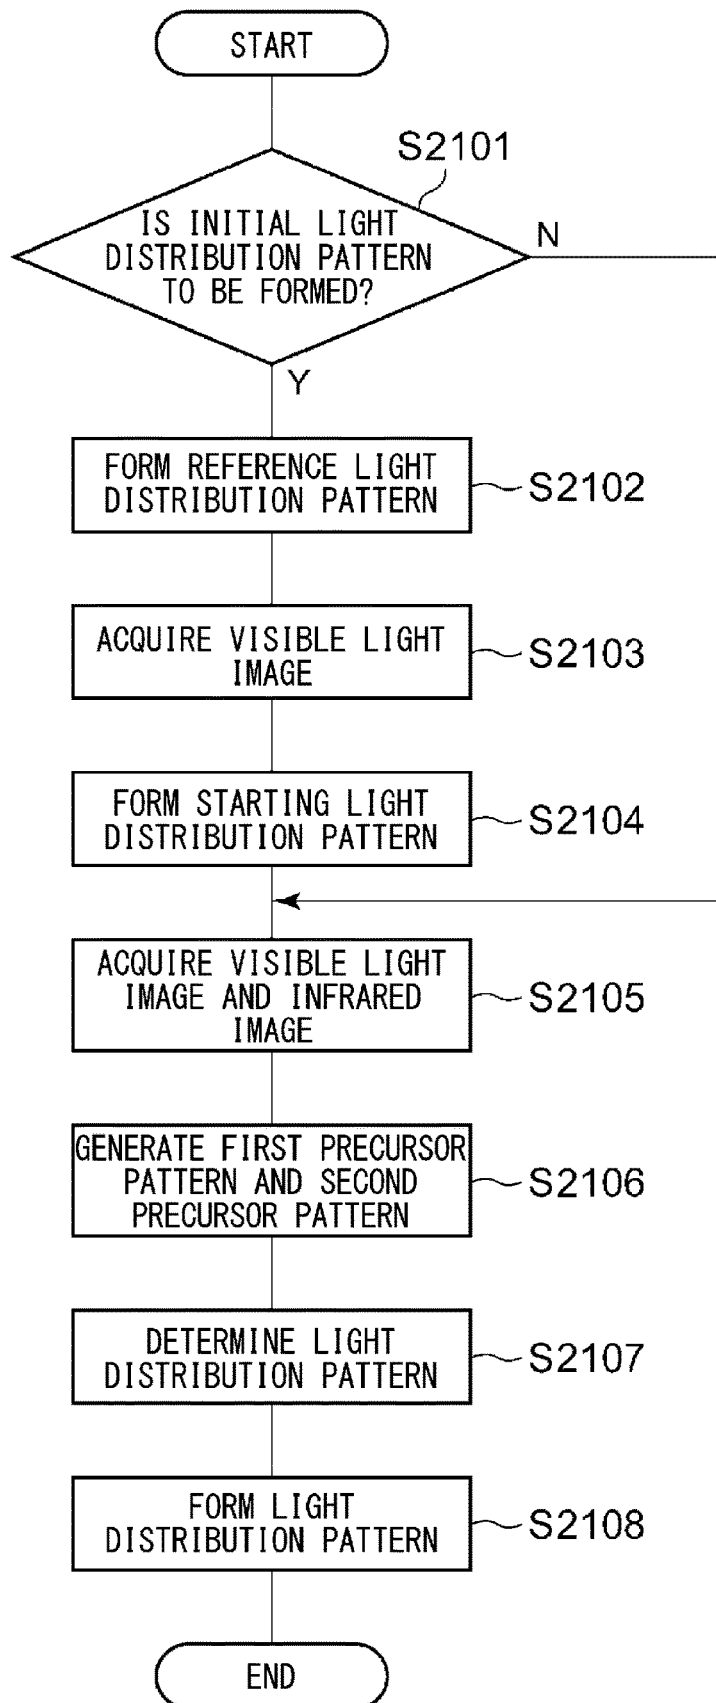 START
S2101
IS INITIAL LIGHT
DISTRIBUTION PATTERN
TO BE FORMED?
N
Y
FORM REFERENCE LIGHT
DISTRIBUTION PATTERN
S2102
ACQUIRE VISIBLE LIGHT
IMAGE
S2103
FORM STARTING LIGHT
DISTRIBUTION PATTERN
S2104
ACQUIRE VISIBLE LIGHT
IMAGE AND INFRARED
IMAGE
S2105
GENERATE FIRST PRECURSOR
PATTERN AND SECOND
PRECURSOR PATTERN
S2106
DETERMINE LIGHT
DISTRIBUTION PATTERN
S2107
FORM LIGHT
DISTRIBUTION PATTERN
S2108
END